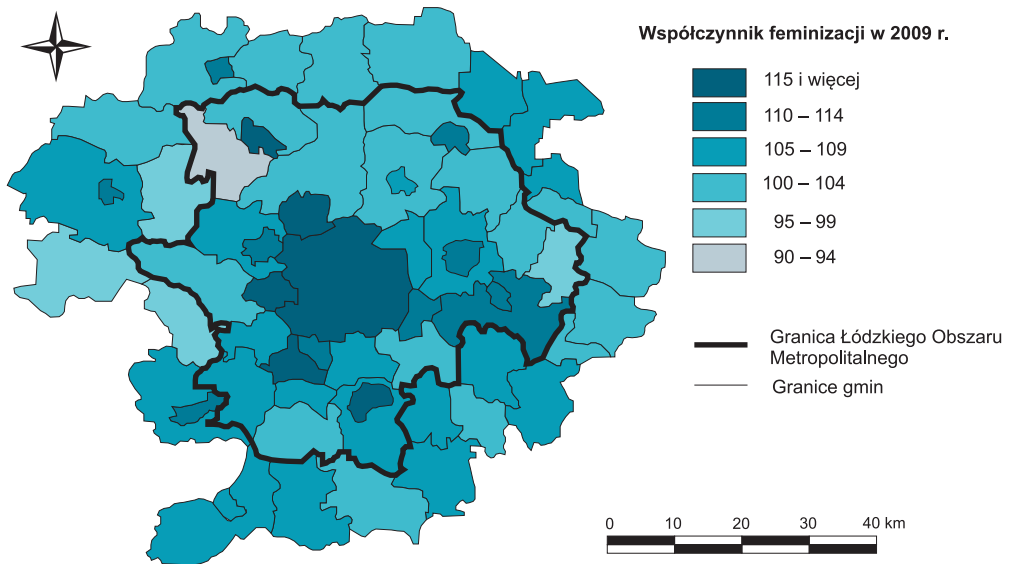 Współczynnik feminizacji w 2009 r.
115 i więcej
110 – 114
105 – 109
100 – 104
95 – 99
90 – 94
Granica Łódzkiego Obszaru
Metropolitalnego
Granice gmin
0 10 20 30 40 km